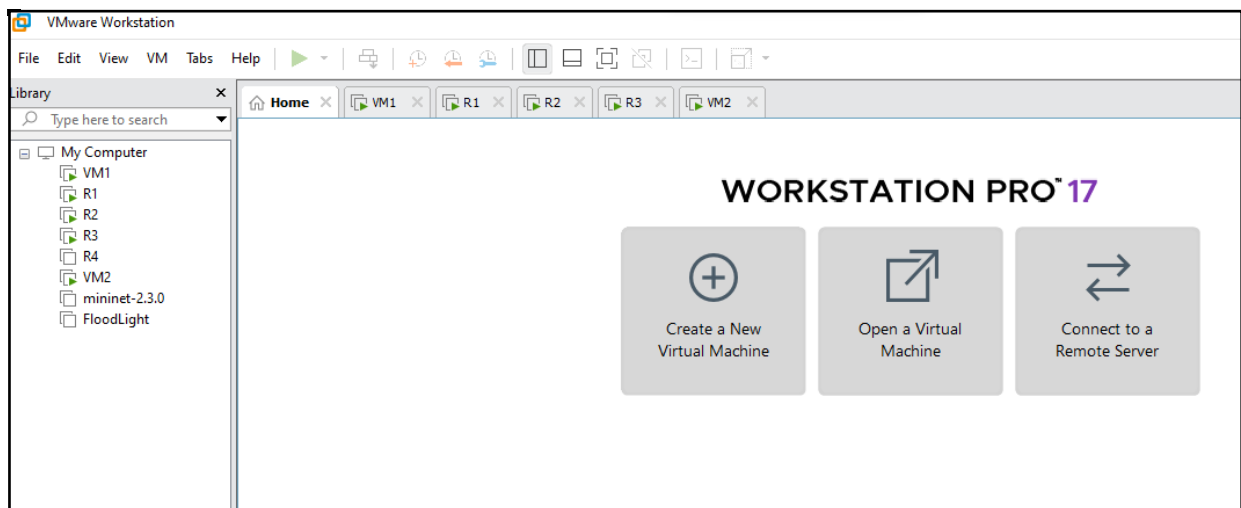 VMware Workstation
File Edit View VM Tabs Help
Library
Type here to search
My Computer
VM1
R1
R2
R3
R4
VM2
mininet-2.3.0
FloodLight
Home VM1 R1 R2 R3 VM2
WORKSTATION PRO™ 17
Create a New
Virtual Machine
Open a Virtual
Machine
Connect to a
Remote Server